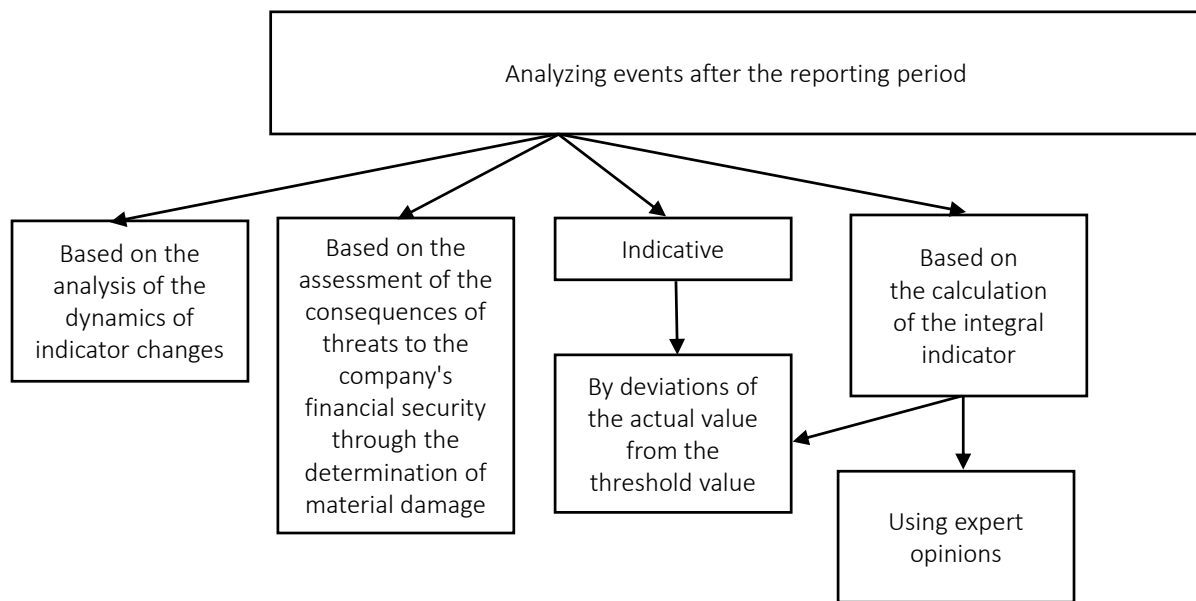 Analyzing events after the reporting period
Based on the
analysis of the
dynamics of
indicator changes
Based on the
assessment of the
consequences of
threats to the
company's
financial security
through the
determination of
material damage
Indicative
Based on
the calculation
of the integral
indicator
By deviations of
the actual value
from the
threshold value
Using expert
opinions